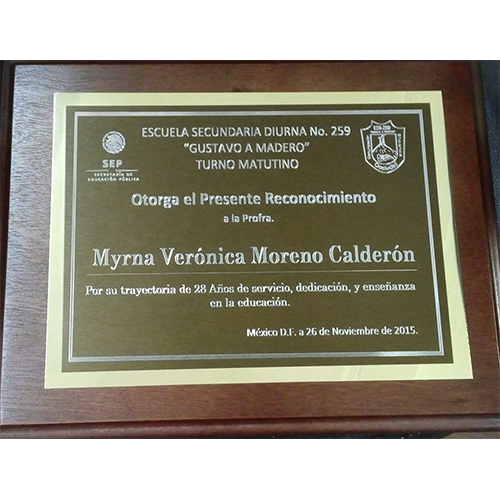 ESCUELA SECUNDARIA DIURNA No. 259
"GUSTAVO A MADERO"
TURNO MATUTINO
SEP
SECRETARÍA DE
EDUCACIÓN PÚBLICA
Otorga el Presente Reconocimiento
a la Profra.
Myrna Verónica Moreno Calderón
Por su trayectoria de 28 Años de servicio, dedicación, y enseñanza
en la educación.
México D.F. a 26 de Noviembre de 2015.